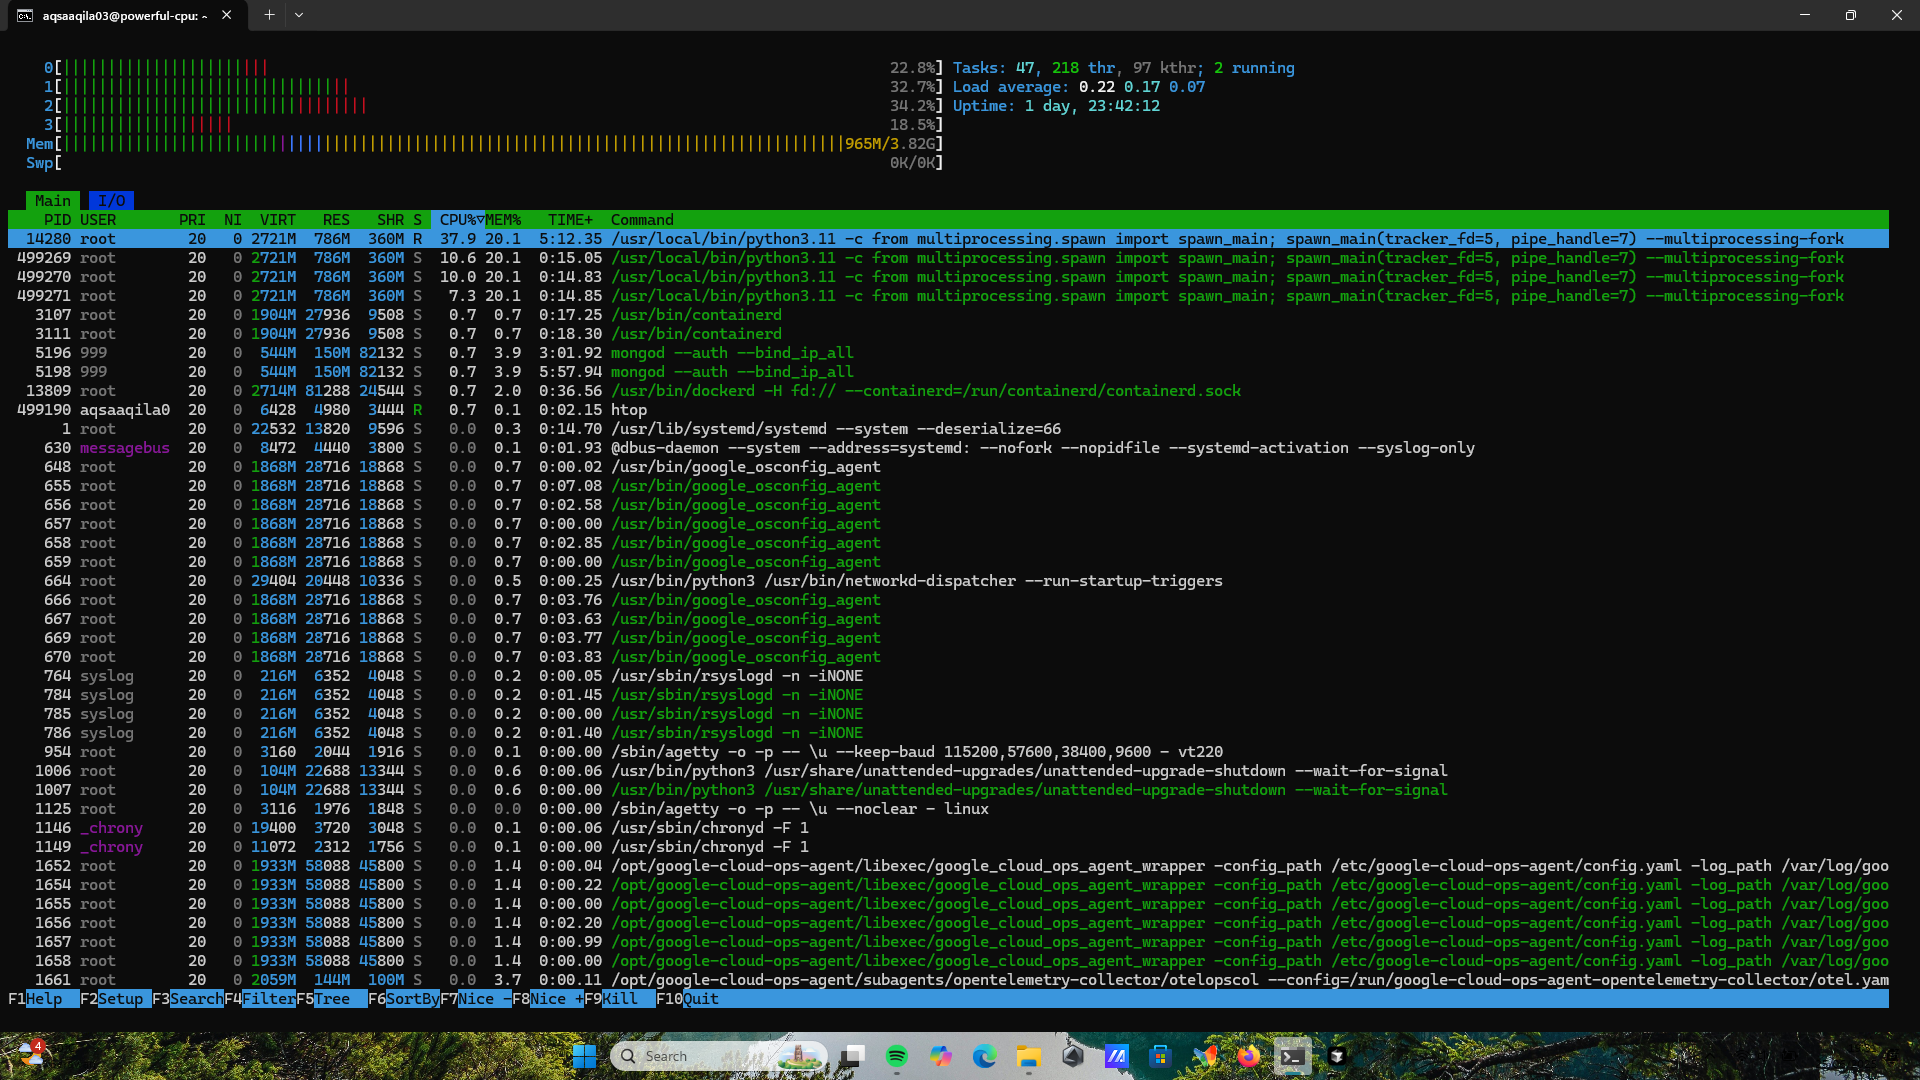 aqsaaqila03@powerful-cpu: ~
0[|||||||||||||||||||||||                                                                     22.8%] Tasks: 47, 218 thr, 97 kthr; 2 running
1[||||||||||||||||||||||||||||||||                                                            32.7%] Load average: 0.22 0.17 0.07
2[||||||||||||||||||||||||||||||||||                                                          34.2%] Uptime: 1 day, 23:42:12
3[|||||||||||||||||||                                                                         18.5%]
Mem[|||||||||||||||||||||||||||||||||||||||||||||||||||||||||||||||||||||||||||||||||||||||965M/3.82G]
Swp[                                                                                          0K/0K]
Main I/O
PID USER PRI NI VIRT RES SHR S CPU%▽MEM% TIME+ Command
14280 root 20 0 2721M 786M 360M R 37.9 20.1 5:12.35 /usr/local/bin/python3.11 -c from multiprocessing.spawn import spawn_main; spawn_main(tracker_fd=5, pipe_handle=7) --multiprocessing-fork
499269 root 20 0 2721M 786M 360M S 10.6 20.1 0:15.05 /usr/local/bin/python3.11 -c from multiprocessing.spawn import spawn_main; spawn_main(tracker_fd=5, pipe_handle=7) --multiprocessing-fork
499270 root 20 0 2721M 786M 360M S 10.0 20.1 0:14.83 /usr/local/bin/python3.11 -c from multiprocessing.spawn import spawn_main; spawn_main(tracker_fd=5, pipe_handle=7) --multiprocessing-fork
499271 root 20 0 2721M 786M 360M S 7.3 20.1 0:14.85 /usr/local/bin/python3.11 -c from multiprocessing.spawn import spawn_main; spawn_main(tracker_fd=5, pipe_handle=7) --multiprocessing-fork
3107 root 20 0 1904M 27936 9508 S 0.7 0.7 0:17.25 /usr/bin/containerd
3111 root 20 0 1904M 27936 9508 S 0.7 0.7 0:18.30 /usr/bin/containerd
5196 999 20 0 544M 150M 82132 S 0.7 3.9 3:01.92 mongod --auth --bind_ip_all
5198 999 20 0 544M 150M 82132 S 0.7 3.9 5:57.94 mongod --auth --bind_ip_all
13809 root 20 0 2714M 81288 24544 S 0.7 2.0 0:36.56 /usr/bin/dockerd -H fd:// --containerd=/run/containerd/containerd.sock
499190 aqsaaqila0 20 0 6428 4980 3444 R 0.7 0.1 0:02.15 htop
1 root 20 0 22532 13820 9596 S 0.0 0.3 0:14.70 /usr/lib/systemd/systemd --system --deserialize=66
630 messagebus 20 0 8472 4440 3800 S 0.0 0.1 0:01.93 @dbus-daemon --system --address=systemd: --nofork --nopidfile --systemd-activation --syslog-only
648 root 20 0 1868M 28716 18868 S 0.0 0.7 0:00.02 /usr/bin/google_osconfig_agent
655 root 20 0 1868M 28716 18868 S 0.0 0.7 0:07.08 /usr/bin/google_osconfig_agent
656 root 20 0 1868M 28716 18868 S 0.0 0.7 0:02.58 /usr/bin/google_osconfig_agent
657 root 20 0 1868M 28716 18868 S 0.0 0.7 0:00.00 /usr/bin/google_osconfig_agent
658 root 20 0 1868M 28716 18868 S 0.0 0.7 0:02.85 /usr/bin/google_osconfig_agent
659 root 20 0 1868M 28716 18868 S 0.0 0.7 0:00.00 /usr/bin/google_osconfig_agent
664 root 20 0 29404 20448 10336 S 0.0 0.5 0:00.25 /usr/bin/python3 /usr/bin/networkd-dispatcher --run-startup-triggers
666 root 20 0 1868M 28716 18868 S 0.0 0.7 0:03.76 /usr/bin/google_osconfig_agent
667 root 20 0 1868M 28716 18868 S 0.0 0.7 0:03.63 /usr/bin/google_osconfig_agent
669 root 20 0 1868M 28716 18868 S 0.0 0.7 0:03.77 /usr/bin/google_osconfig_agent
670 root 20 0 1868M 28716 18868 S 0.0 0.7 0:03.83 /usr/bin/google_osconfig_agent
764 syslog 20 0 216M 6352 4048 S 0.0 0.2 0:00.05 /usr/sbin/rsyslogd -n -iNONE
784 syslog 20 0 216M 6352 4048 S 0.0 0.2 0:01.45 /usr/sbin/rsyslogd -n -iNONE
785 syslog 20 0 216M 6352 4048 S 0.0 0.2 0:00.00 /usr/sbin/rsyslogd -n -iNONE
786 syslog 20 0 216M 6352 4048 S 0.0 0.2 0:01.40 /usr/sbin/rsyslogd -n -iNONE
954 root 20 0 3160 2044 1916 S 0.0 0.1 0:00.00 /sbin/agetty -o -p -- \u --keep-baud 115200,57600,38400,9600 - vt220
1006 root 20 0 104M 22688 13344 S 0.0 0.6 0:00.06 /usr/bin/python3 /usr/share/unattended-upgrades/unattended-upgrade-shutdown --wait-for-signal
1007 root 20 0 104M 22688 13344 S 0.0 0.6 0:00.00 /usr/bin/python3 /usr/share/unattended-upgrades/unattended-upgrade-shutdown --wait-for-signal
1125 root 20 0 3116 1976 1848 S 0.0 0.0 0:00.00 /sbin/agetty -o -p -- \u --noclear - linux
1146 _chrony 20 0 19400 3720 3048 S 0.0 0.1 0:00.06 /usr/sbin/chronyd -F 1
1149 _chrony 20 0 11072 2312 1756 S 0.0 0.1 0:00.00 /usr/sbin/chronyd -F 1
1652 root 20 0 1933M 58088 45800 S 0.0 1.4 0:00.04 /opt/google-cloud-ops-agent/libexec/google_cloud_ops_agent_wrapper -config_path /etc/google-cloud-ops-agent/config.yaml -log_path /var/log/goo
1654 root 20 0 1933M 58088 45800 S 0.0 1.4 0:00.22 /opt/google-cloud-ops-agent/libexec/google_cloud_ops_agent_wrapper -config_path /etc/google-cloud-ops-agent/config.yaml -log_path /var/log/goo
1655 root 20 0 1933M 58088 45800 S 0.0 1.4 0:00.00 /opt/google-cloud-ops-agent/libexec/google_cloud_ops_agent_wrapper -config_path /etc/google-cloud-ops-agent/config.yaml -log_path /var/log/goo
1656 root 20 0 1933M 58088 45800 S 0.0 1.4 0:02.20 /opt/google-cloud-ops-agent/libexec/google_cloud_ops_agent_wrapper -config_path /etc/google-cloud-ops-agent/config.yaml -log_path /var/log/goo
1657 root 20 0 1933M 58088 45800 S 0.0 1.4 0:00.99 /opt/google-cloud-ops-agent/libexec/google_cloud_ops_agent_wrapper -config_path /etc/google-cloud-ops-agent/config.yaml -log_path /var/log/goo
1658 root 20 0 1933M 58088 45800 S 0.0 1.4 0:00.00 /opt/google-cloud-ops-agent/libexec/google_cloud_ops_agent_wrapper -config_path /etc/google-cloud-ops-agent/config.yaml -log_path /var/log/goo
1661 root 20 0 2059M 144M 100M S 0.0 3.7 0:00.11 /opt/google-cloud-ops-agent/subagents/opentelemetry-collector/otelopscol --config=/run/google-cloud-ops-agent-opentelemetry-collector/otel.yam
F1Help F2Setup F3SearchF4FilterF5Tree F6SortByF7Nice -F8Nice +F9Kill F10Quit
4
Search